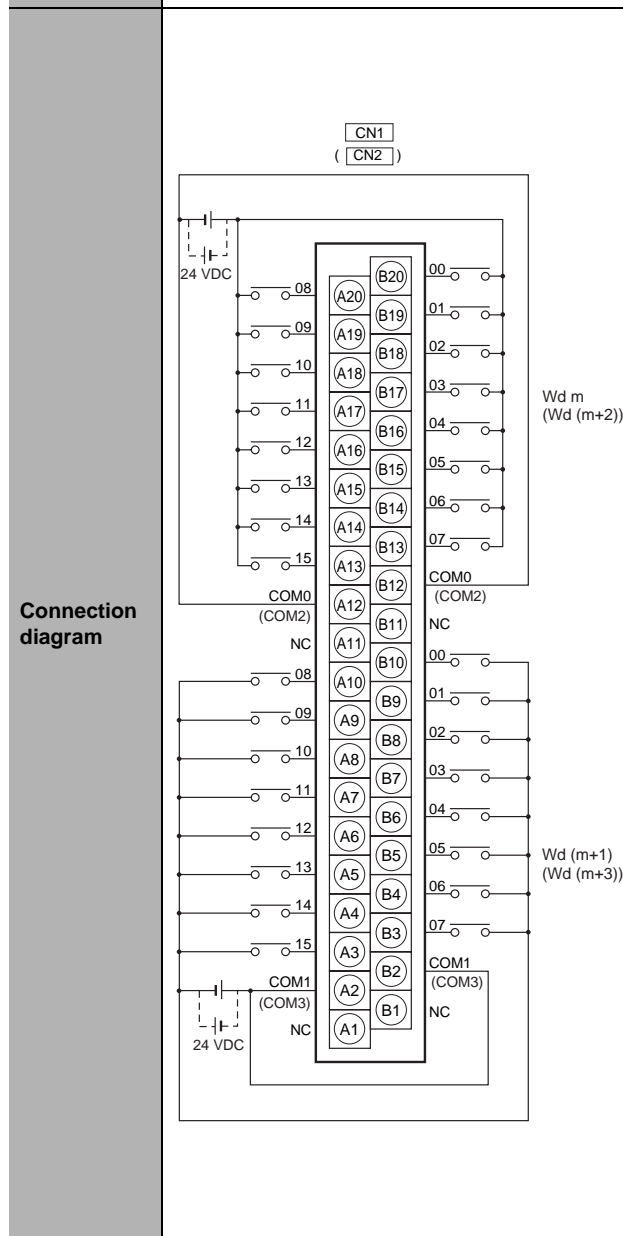 Connection
diagram
CN1
( CN2 )
24 VDC
08
09
10
11
12
13
14
15
COM0
(COM2)
NC
08
09
10
11
12
13
14
15
COM1
(COM3)
NC
24 VDC
A20
A19
A18
A17
A16
A15
A14
A13
A12
A11
A10
A9
A8
A7
A6
A5
A4
A3
A2
A1
B20
B19
B18
B17
B16
B15
B14
B13
B12
B11
B10
B9
B8
B7
B6
B5
B4
B3
B2
B1
00
01
02
03
04
05
06
07
COM0
(COM2)
NC
00
01
02
03
04
05
06
07
COM1
(COM3)
NC
Wd m
(Wd (m+2))
Wd (m+1)
(Wd (m+3))